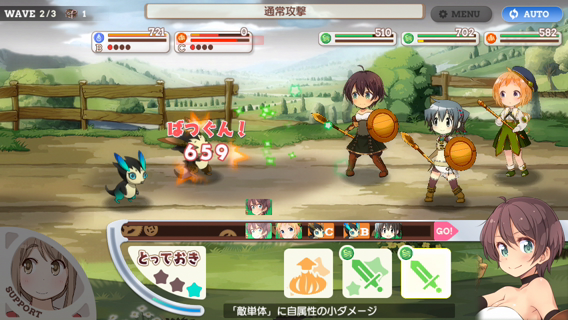 WAVE 2/3
1
通常攻撃
MENU
AUTO
721
B
0
C
510
702
582
ばつぐん!
659
C
B
GO!
とっておき
SUPPORT
「敵単体」に自属性の小ダメージ